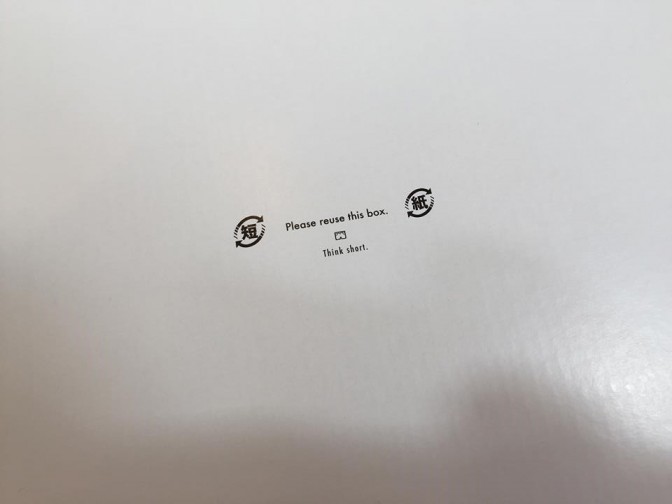 短 Please reuse this box. 紙
Think short.